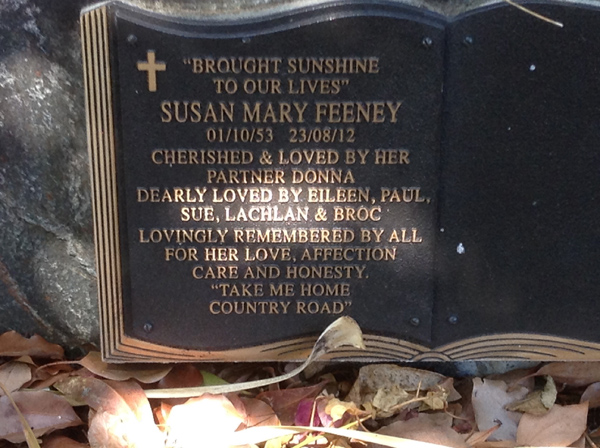 "BROUGHT SUNSHINE
TO OUR LIVES"
SUSAN MARY FEENEY
01/10/53 23/08/12
CHERISHED & LOVED BY HER
PARTNER DONNA
DEARLY LOVED BY EILEEN, PAUL,
SUE, LACHLAN & BROC
LOVINGLY REMEMBERED BY ALL
FOR HER LOVE, AFFECTION
CARE AND HONESTY.
"TAKE ME HOME
COUNTRY ROAD"